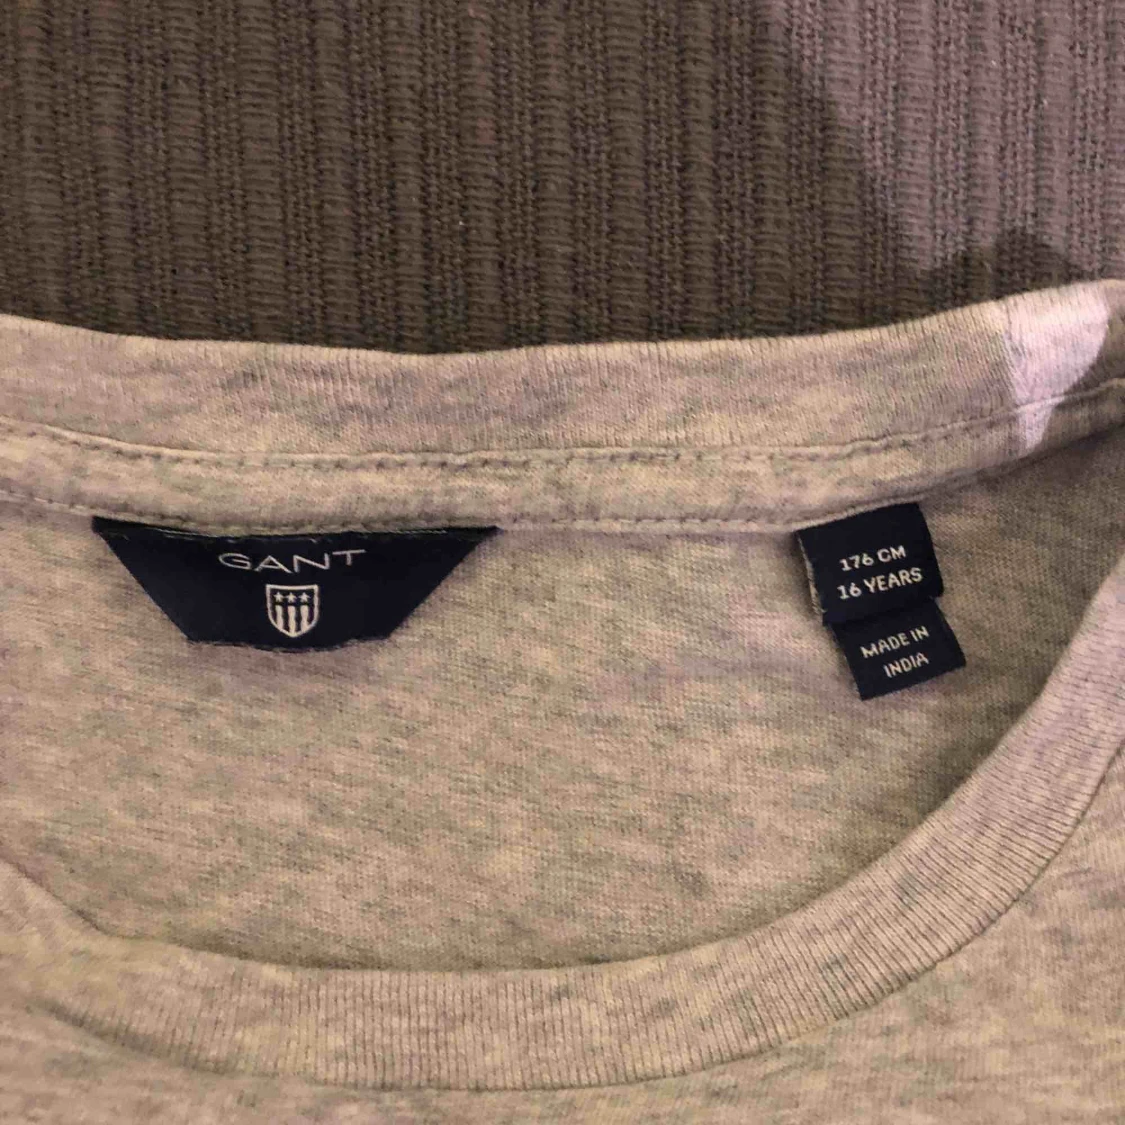 GANT
176 CM
16 YEARS
MADE IN
INDIA